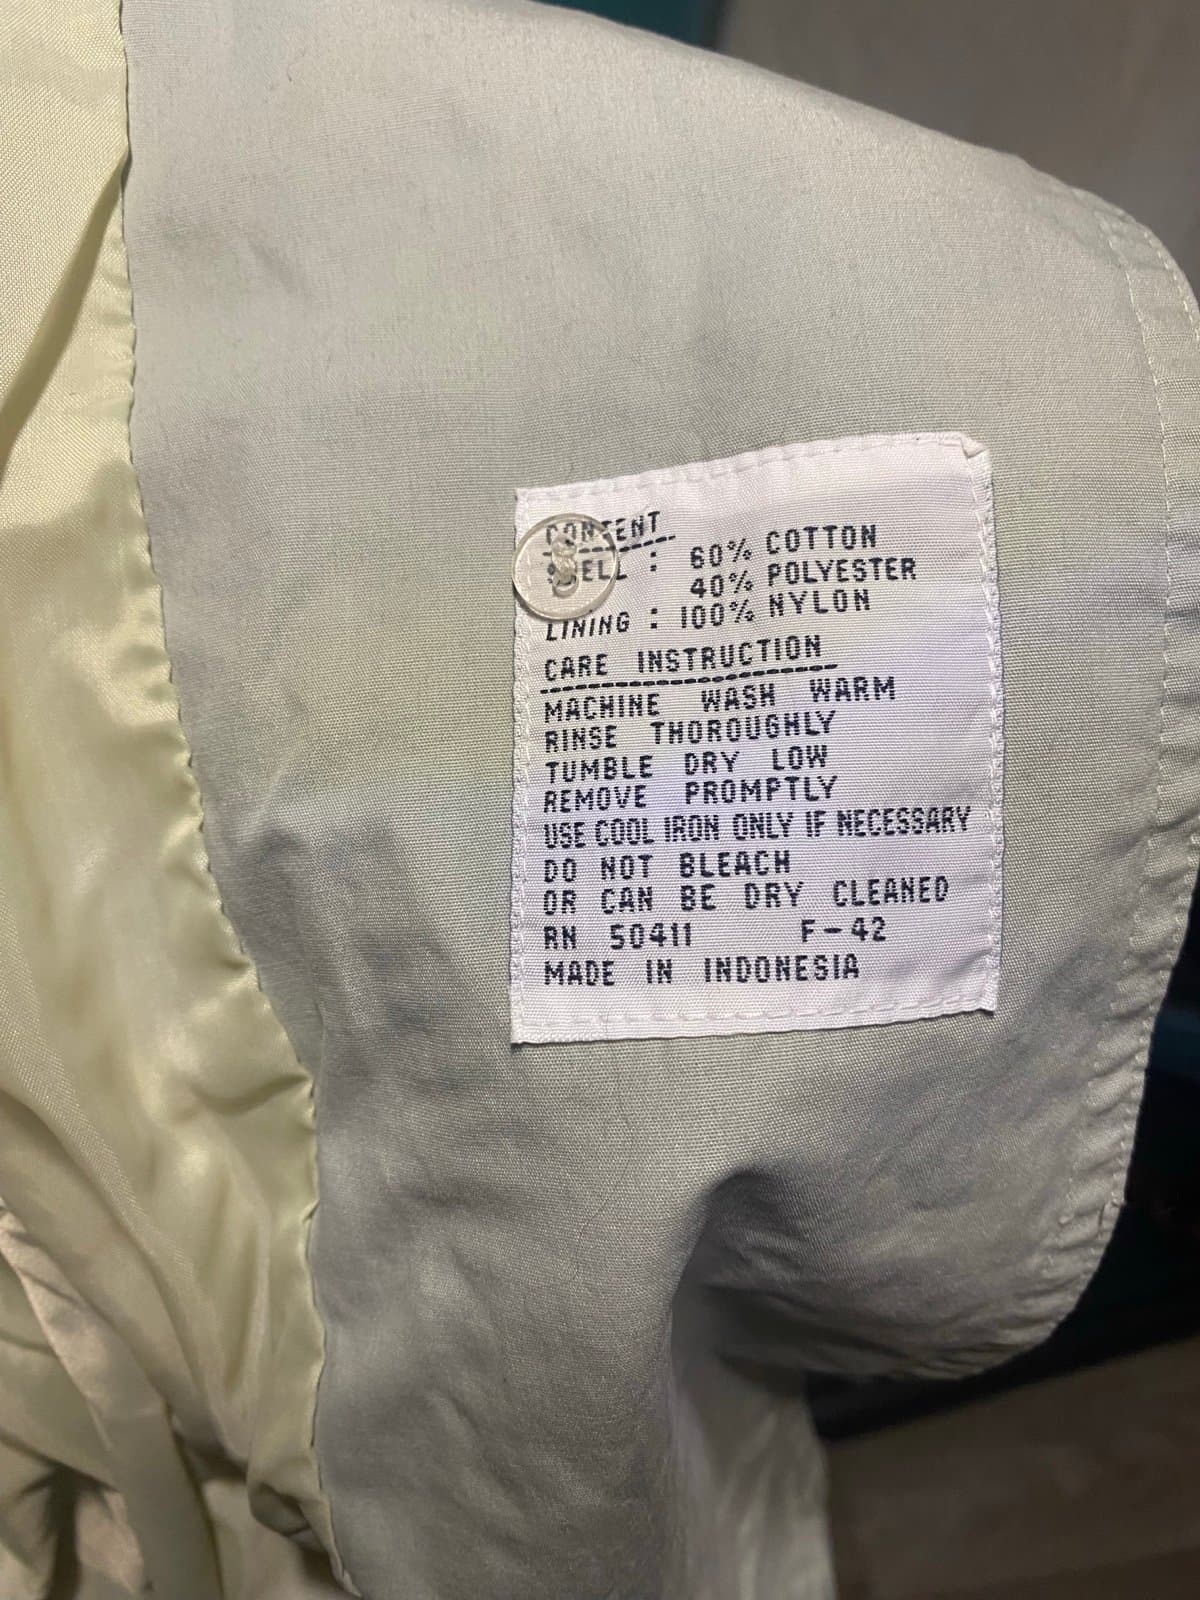 CONTENT
SHELL : 60% COTTON
40% POLYESTER
LINING : 100% NYLON
CARE INSTRUCTION
MACHINE WASH WARM
RINSE THOROUGHLY
TUMBLE DRY LOW
REMOVE PROMPTLY
USE COOL IRON ONLY IF NECESSARY
DO NOT BLEACH
OR CAN BE DRY CLEANED
RN 50411 F-42
MADE IN INDONESIA